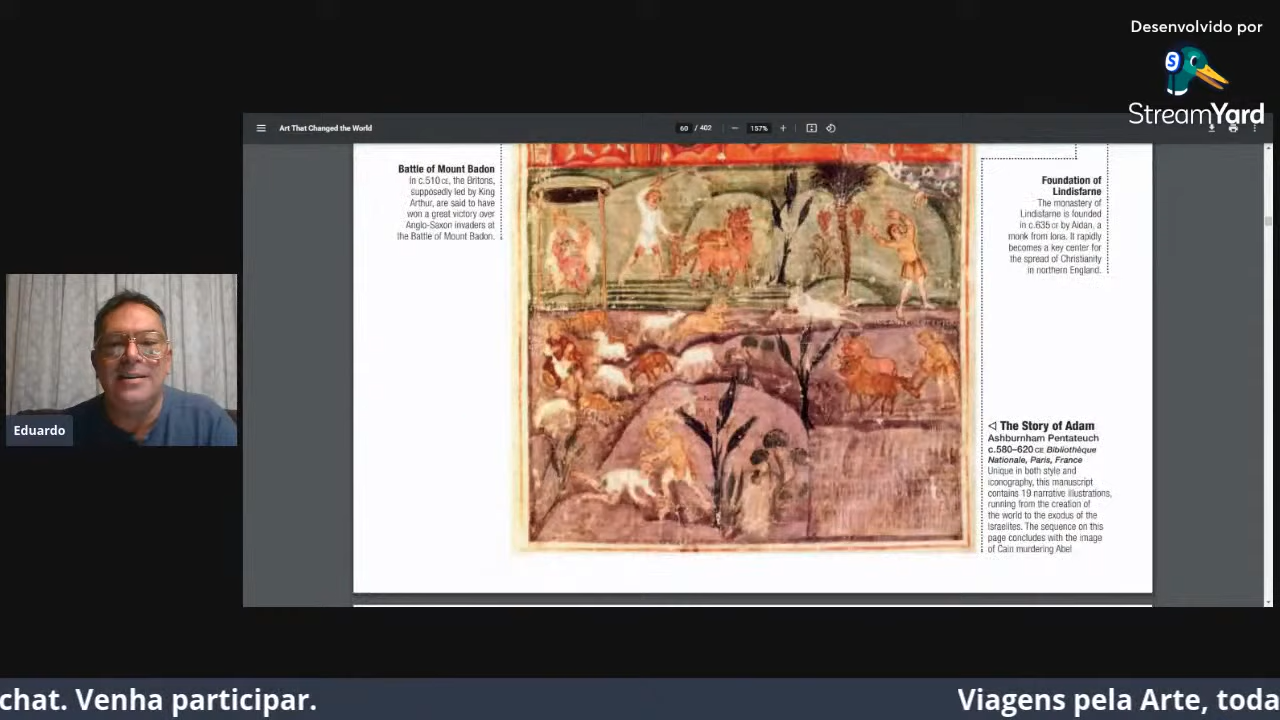 Desenvolvido por
StreamYard
Art That Changed the World
60 / 402
157%
Battle of Mount Badon
In c.510 CE, the Britons,
supposedly led by King
Arthur, are said to have
won a great victory over
Anglo-Saxon invaders at
the Battle of Mount Badon.
Foundation of
Lindisfarne
The monastery of
Lindisfarne is founded
in c.635 CE by Aidan, a
monk from Iona. It rapidly
becomes a key center for
the spread of Christianity
in northern England.
The Story of Adam
Ashburnham Pentateuch
c.580–620 CE Bibliothèque
Nationale, Paris, France
Unique in both style and
iconography, this manuscript
contains 19 narrative illustrations,
running from the creation of
the world to the exodus of the
Israelites. The sequence on this
page concludes with the image
of Cain murdering Abel
Eduardo
chat. Venha participar.
Viagens pela Arte, toda